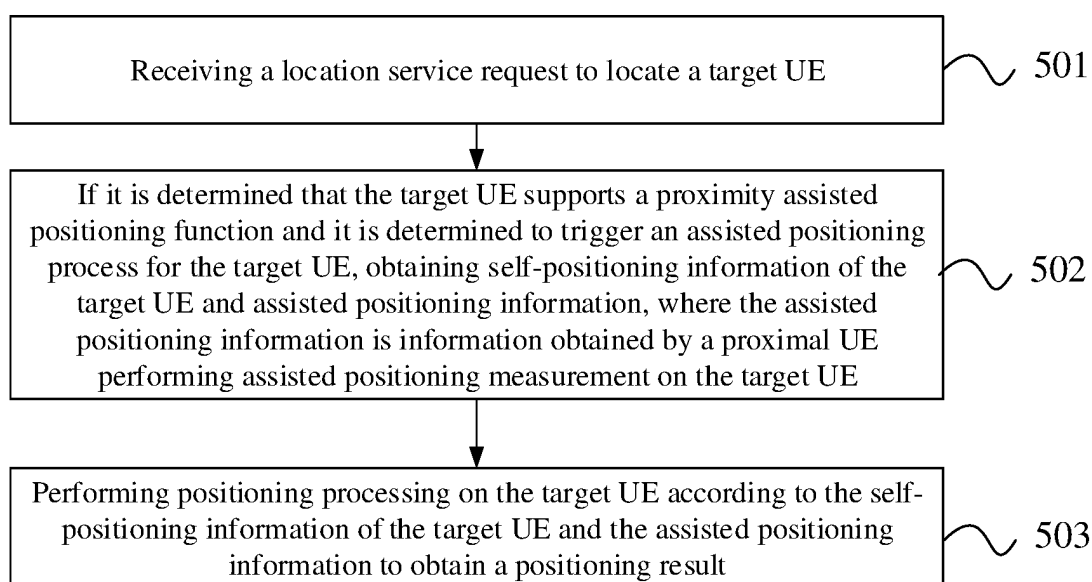 Receiving a location service request to locate a target UE
501
If it is determined that the target UE supports a proximity assisted
positioning function and it is determined to trigger an assisted positioning
process for the target UE, obtaining self-positioning information of the
target UE and assisted positioning information, where the assisted
positioning information is information obtained by a proximal UE
performing assisted positioning measurement on the target UE
502
Performing positioning processing on the target UE according to the self-
positioning information of the target UE and the assisted positioning
information to obtain a positioning result
503